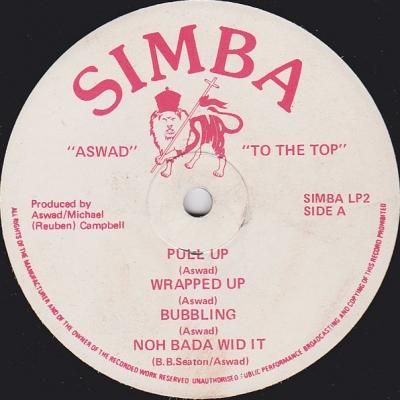 SIMBA
SIMBA
"ASWAD"
"TO THE TOP"
Produced by
Aswad/Michael
(Reuben) Campbell
SIMBA LP2
SIDE A
PULL UP
(Aswad)
WRAPPED UP
(Aswad)
BUBBLING
(Aswad)
NOH BADA WID IT
(B.B.Seaton/Aswad)
ALL RIGHTS OF THE MANUFACTURER AND OF THE OWNER OF THE RECORDED WORK RESERVED UNAUTHORISED PUBLIC PERFORMANCE BROADCASTING AND COPYING OF THIS RECORD PROHIBITED